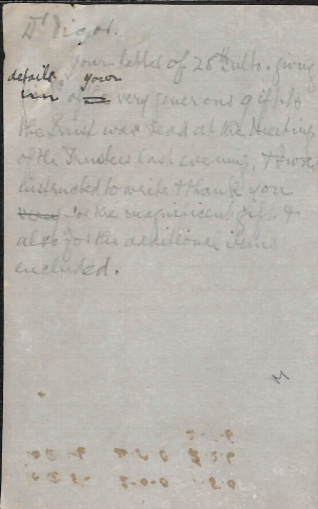 Dr Vigor.
Your letter of 26th ulto. giving
details your
of very generous gift to
the Trust was read at the Meeting
of the Trustees last evening, & I was
instructed to write & thank you
for the magnificent gift &
also for the additional items
enclosed.